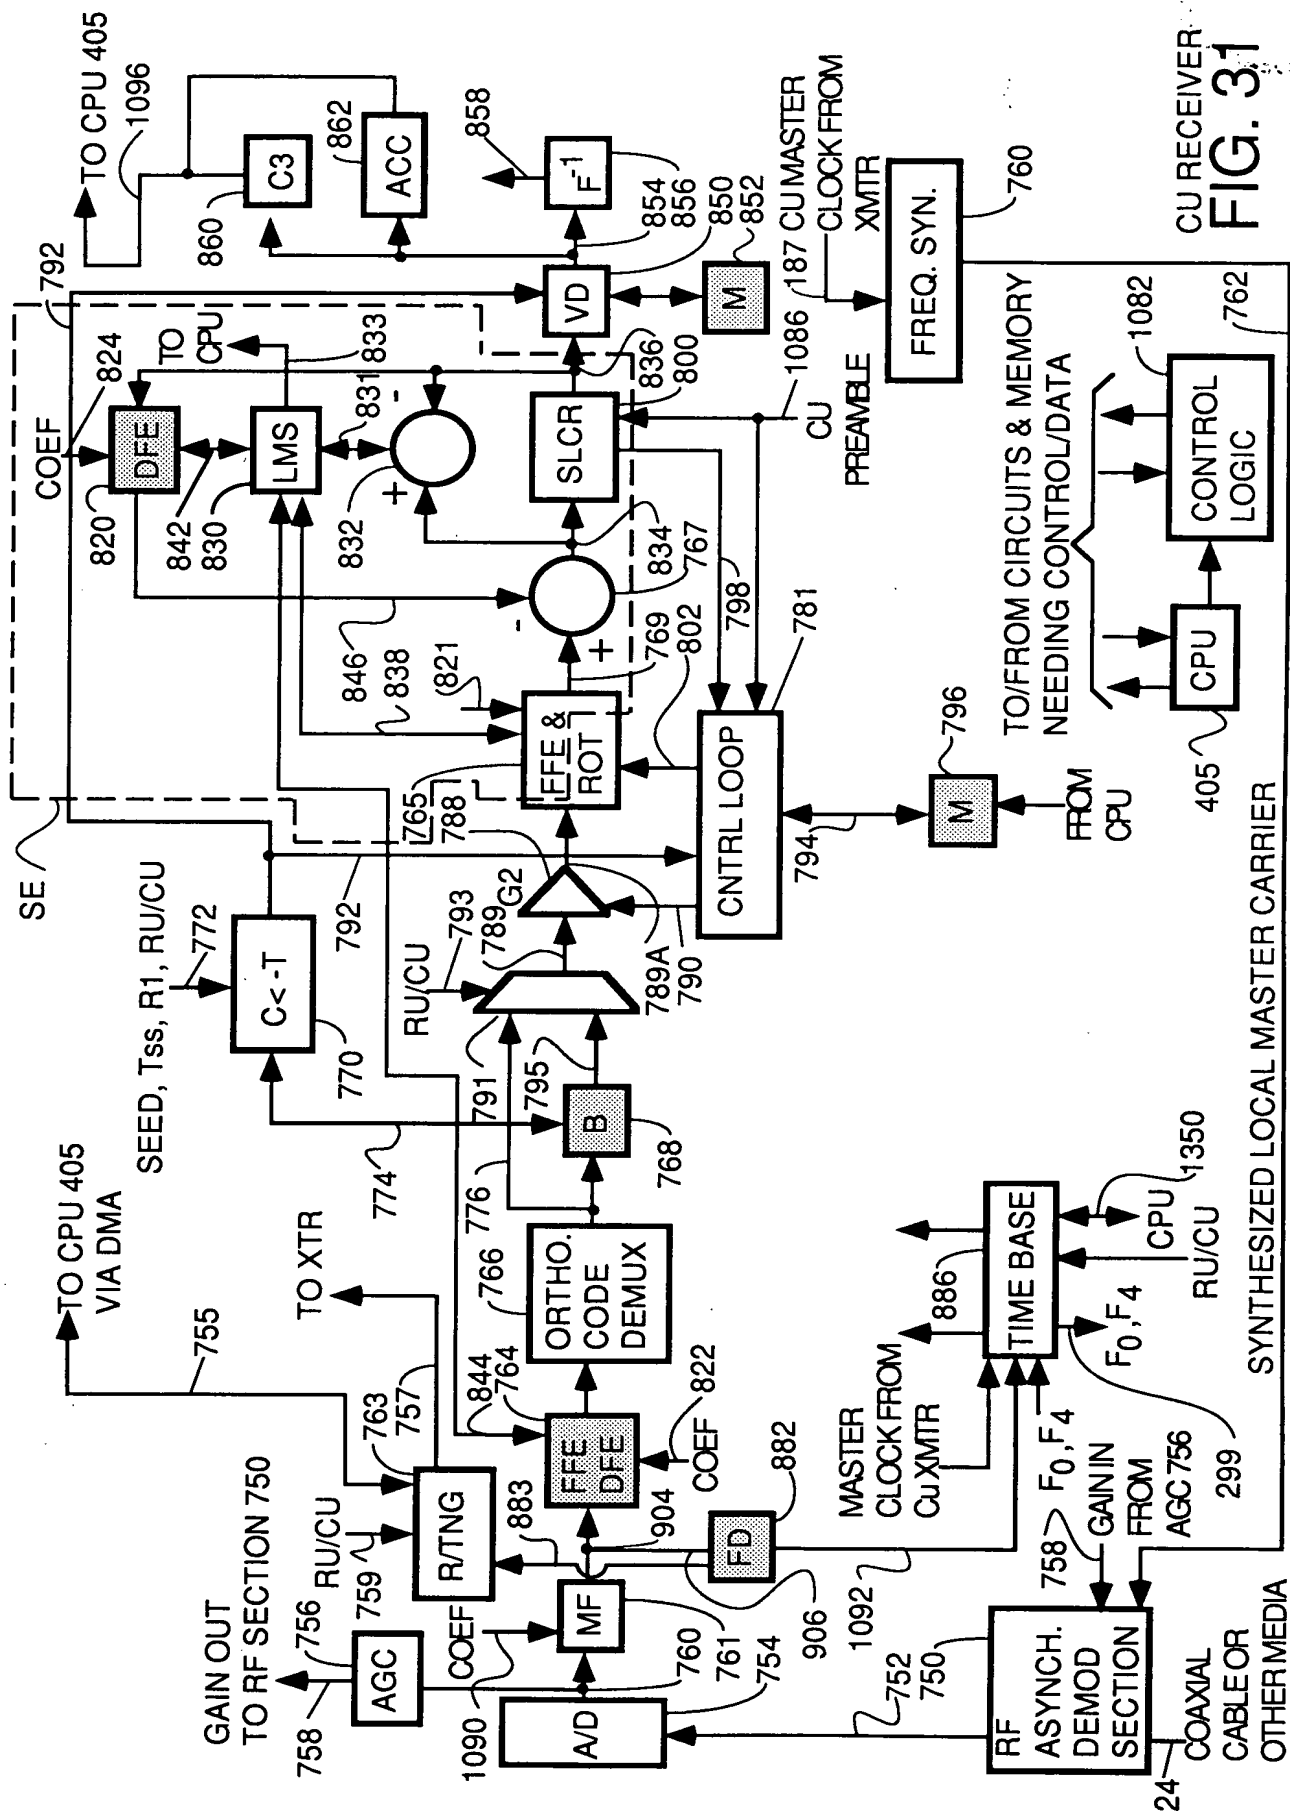 TO CPU 405
1096
792
C3
860
862
ACC
858
F-1
854
856
850
852
VD
M
187
CU MASTER
CLOCK FROM
XMTR
FREQ. SYN.
760
CU RECEIVER
FIG. 31
COEF
824
TO
CPU
833
DFE
820
842
LMS
831
830
832
-
+
836
800
SLCR
834
767
-
+
1086
CU
PREAMBLE
798
SE
846
838
821
769
802
FFE &
ROT
765
788
G2
781
CNTRL LOOP
794
796
M
FROM
CPU
TO/FROM CIRCUITS & MEMORY
NEEDING CONTROL/DATA
1082
762
CONTROL
LOGIC
CPU
405
SEED, Tss, R1, RU/CU
772
C< -T
770
792
RU/CU
793
789
789A
790
791
795
774
776
B
768
TO CPU 405
VIA DMA
755
TO XTR
766
ORTHO.
CODE
DEMUX
763
757
844
764
FFE
DFE
822
COEF
RU/CU
759
R/TNG
883
904
882
FD
906
1092
GAIN OUT
TO RF SECTION 750
756
758
AGC
COEF
1090
MF
760
761
754
A/D
752
750
RF
ASYNCH.
DEMOD
SECTION
24
COAXIAL
CABLE OR
OTHER MEDIA
758
GAIN IN
FROM
AGC 756
F0, F4
299
F0, F4
MASTER
CLOCK FROM
Cu XMTR
886
TIME BASE
1350
CPU
RU/CU
SYNTHESIZED LOCAL MASTER CARRIER